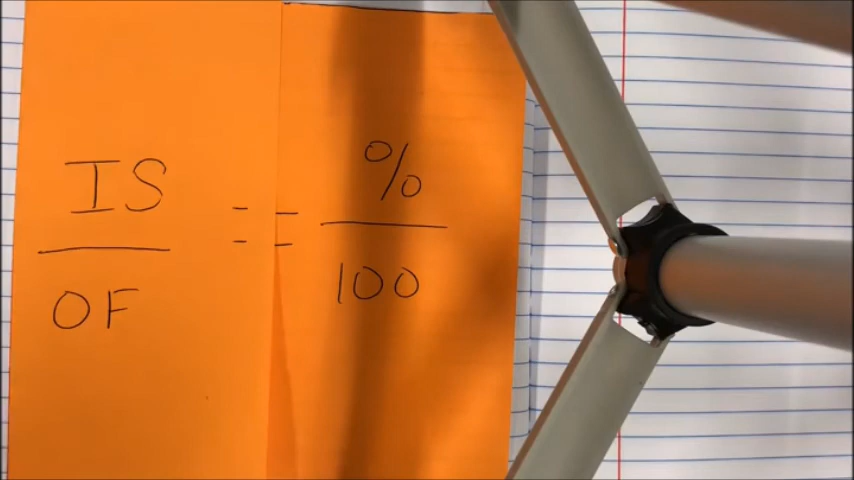 IS = = %
OF 100